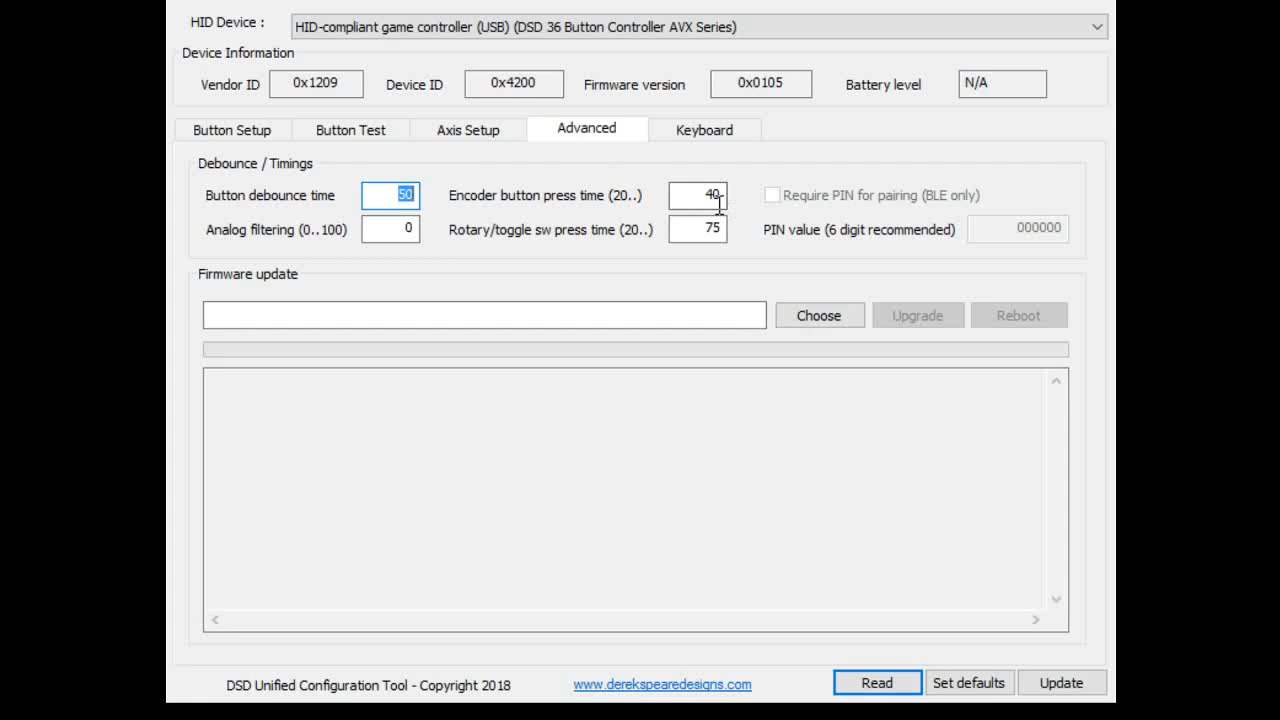 HID Device : HID-compliant game controller (USB) (DSD 36 Button Controller AVX Series)
Device Information
Vendor ID 0x1209 Device ID 0x4200 Firmware version 0x0105 Battery level N/A
Button Setup Button Test Axis Setup Advanced Keyboard
Debounce / Timings
Button debounce time 50 Encoder button press time (20..) 40 Require PIN for pairing (BLE only)
Analog filtering (0..100) 0 Rotary/toggle sw press time (20..) 75 PIN value (6 digit recommended) 000000
Firmware update
Choose Upgrade Reboot
DSD Unified Configuration Tool - Copyright 2018 www.derekspearedesigns.com Read Set defaults Update